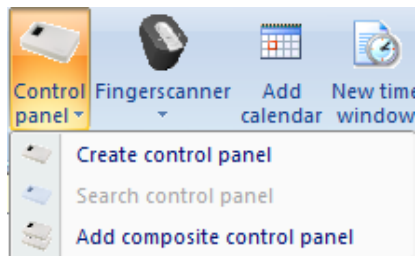 Control Fingerscanner Add New time
panel calendar window
Create control panel
Search control panel
Add composite control panel